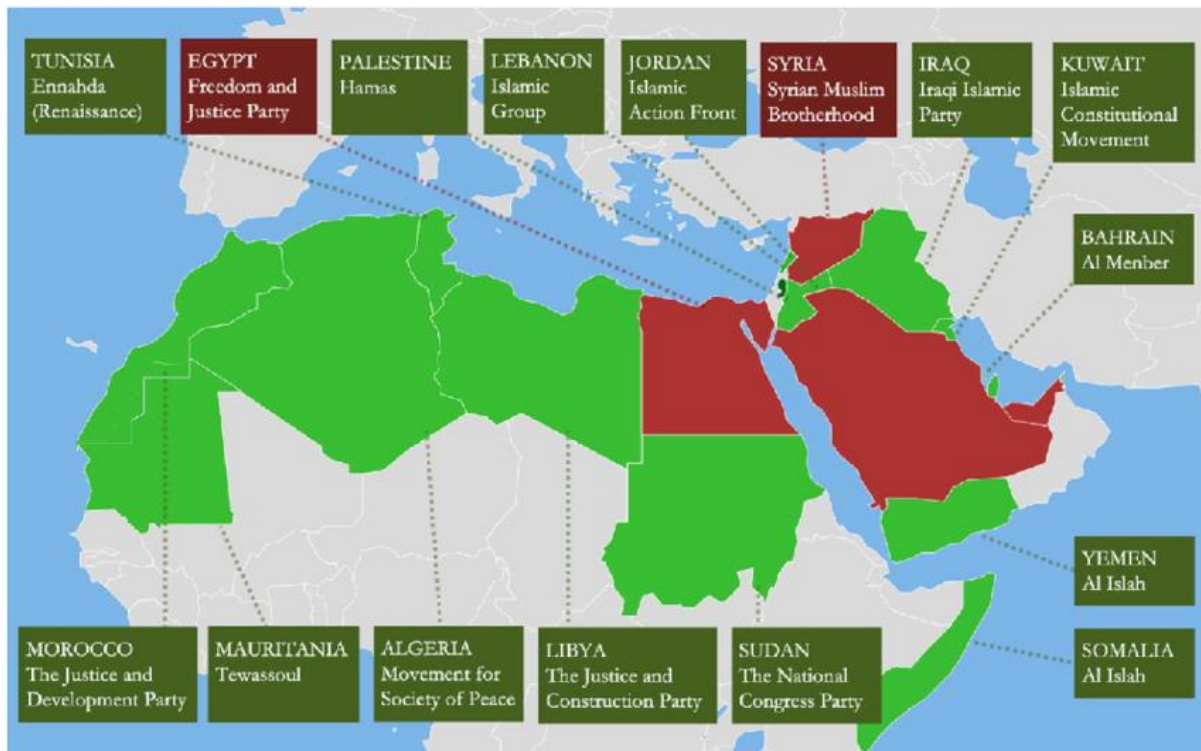 TUNISIA
Ennahda
(Renaissance)
EGYPT
Freedom and
Justice Party
PALESTINE
Hamas
LEBANON
Islamic
Group
JORDAN
Islamic
Action Front
SYRIA
Syrian Muslim
Brotherhood
IRAQ
Iraqi Islamic
Party
KUWAIT
Islamic
Constitutional
Movement
BAHRAIN
Al Menber
YEMEN
Al Islah
SOMALIA
Al Islah
MOROCCO
The Justice and
Development Party
MAURITANIA
Tewassoul
ALGERIA
Movement for
Society of Peace
LIBYA
The Justice and
Construction Party
SUDAN
The National
Congress Party